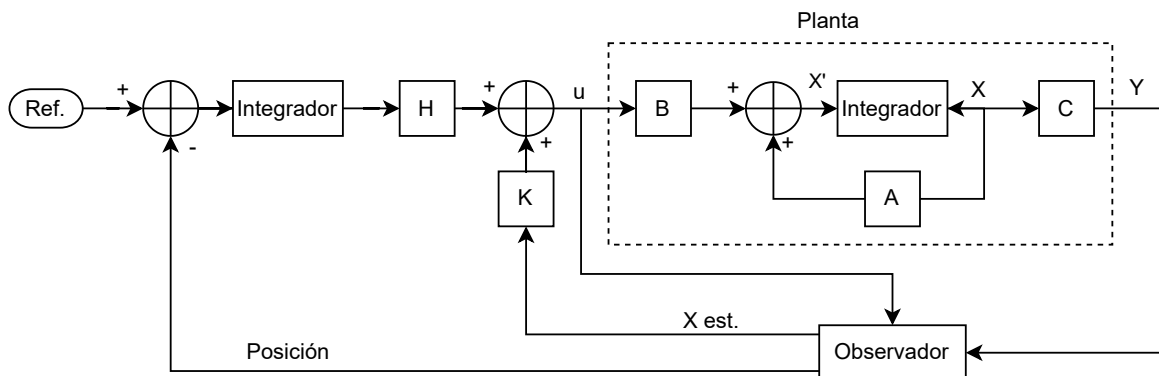 Planta
Ref.
+
-
Integrador
H
+
+
K
u
B
+
+
X'
Integrador
X
C
Y
A
X est.
Posición
Observador